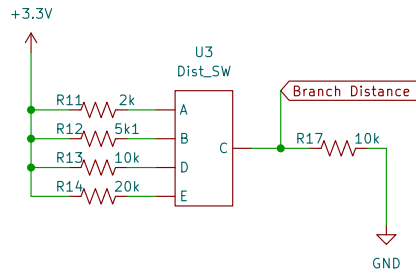 +3.3V
U3
Dist_SW
R11 2k
A
R12 5k1
B
R13 10k
D
R14 20k
E
C
Branch Distance
R17 10k
GND